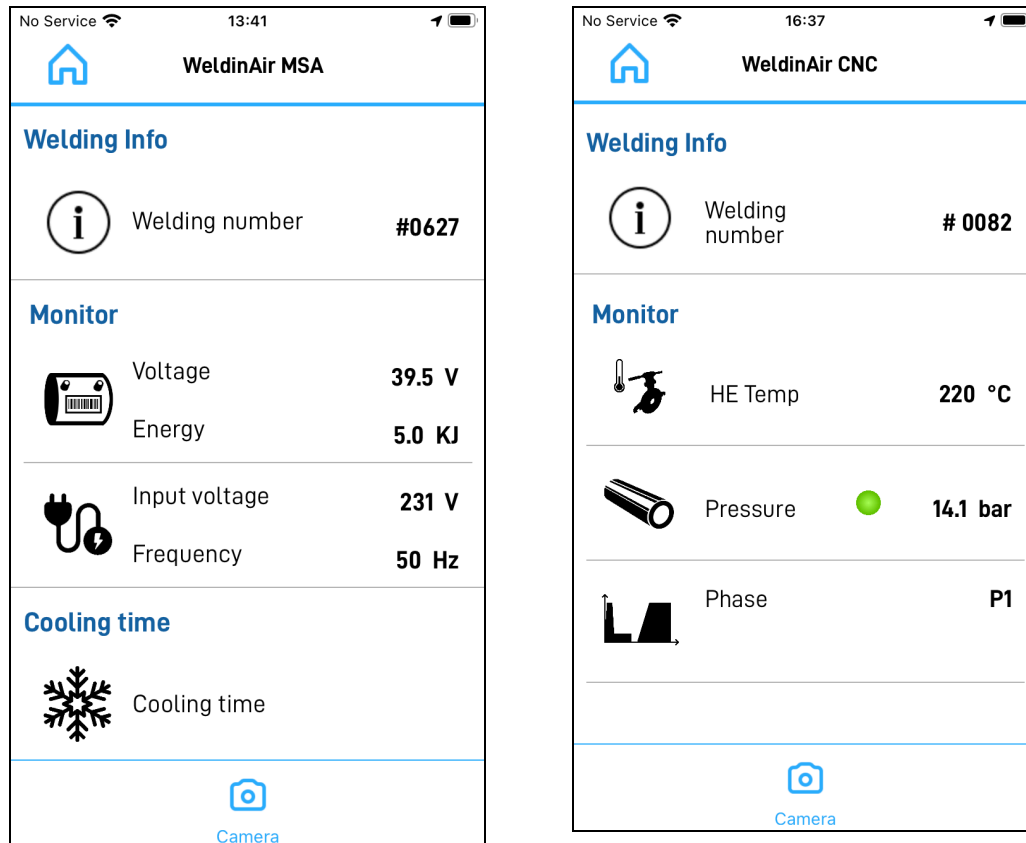 No Service 13:41
WeldinAir MSA
Welding Info
Welding number #0627
Monitor
Voltage 39.5 V
Energy 5.0 KJ
Input voltage 231 V
Frequency 50 Hz
Cooling time
Cooling time
Camera
No Service 16:37
WeldinAir CNC
Welding Info
Welding
number # 0082
Monitor
HE Temp 220 °C
Pressure 14.1 bar
Phase P1
Camera